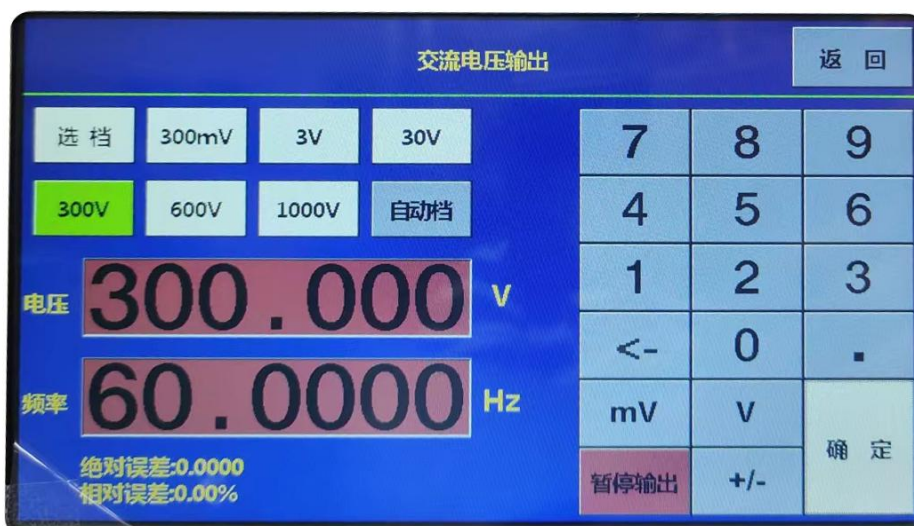 交流电压输出
返 回
选 档 300mV 3V 30V
300V 600V 1000V 自动档
电压 300.000 V
频率 60.0000 Hz
绝对误差:0.0000
相对误差:0.00%
7 8 9
4 5 6
1 2 3
<- 0 .
mV V
确 定
暂停输出 +/-